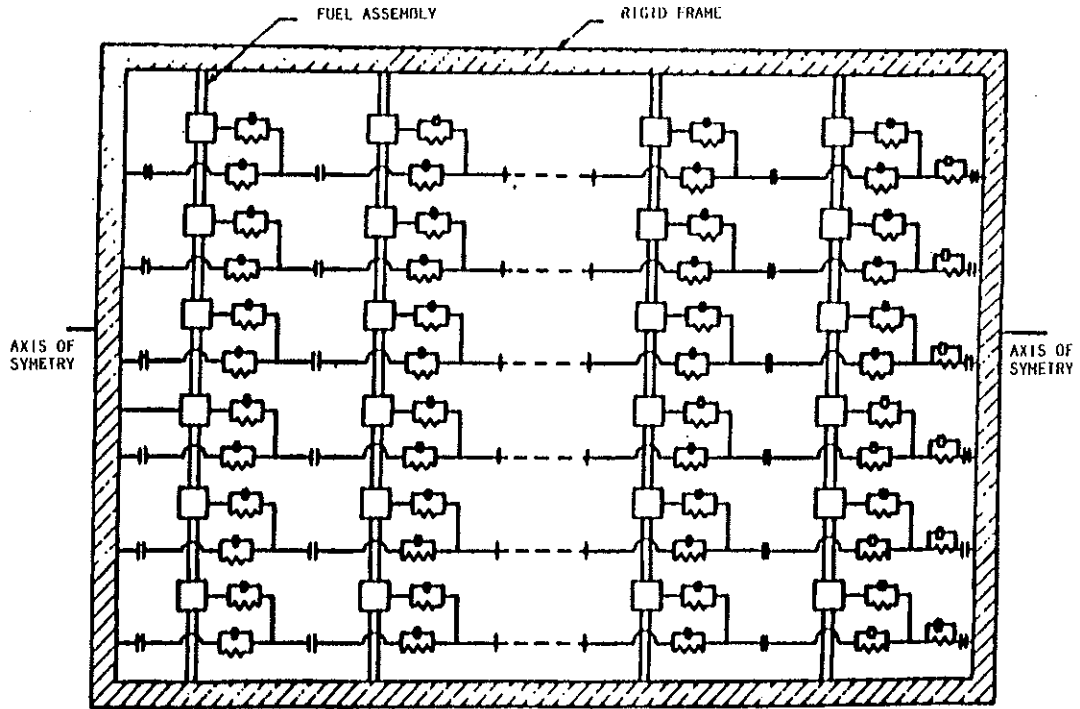 FUEL ASSEMBLY
RIGID FRAME
AXIS OF
SYMETRY
AXIS OF
SYMETRY